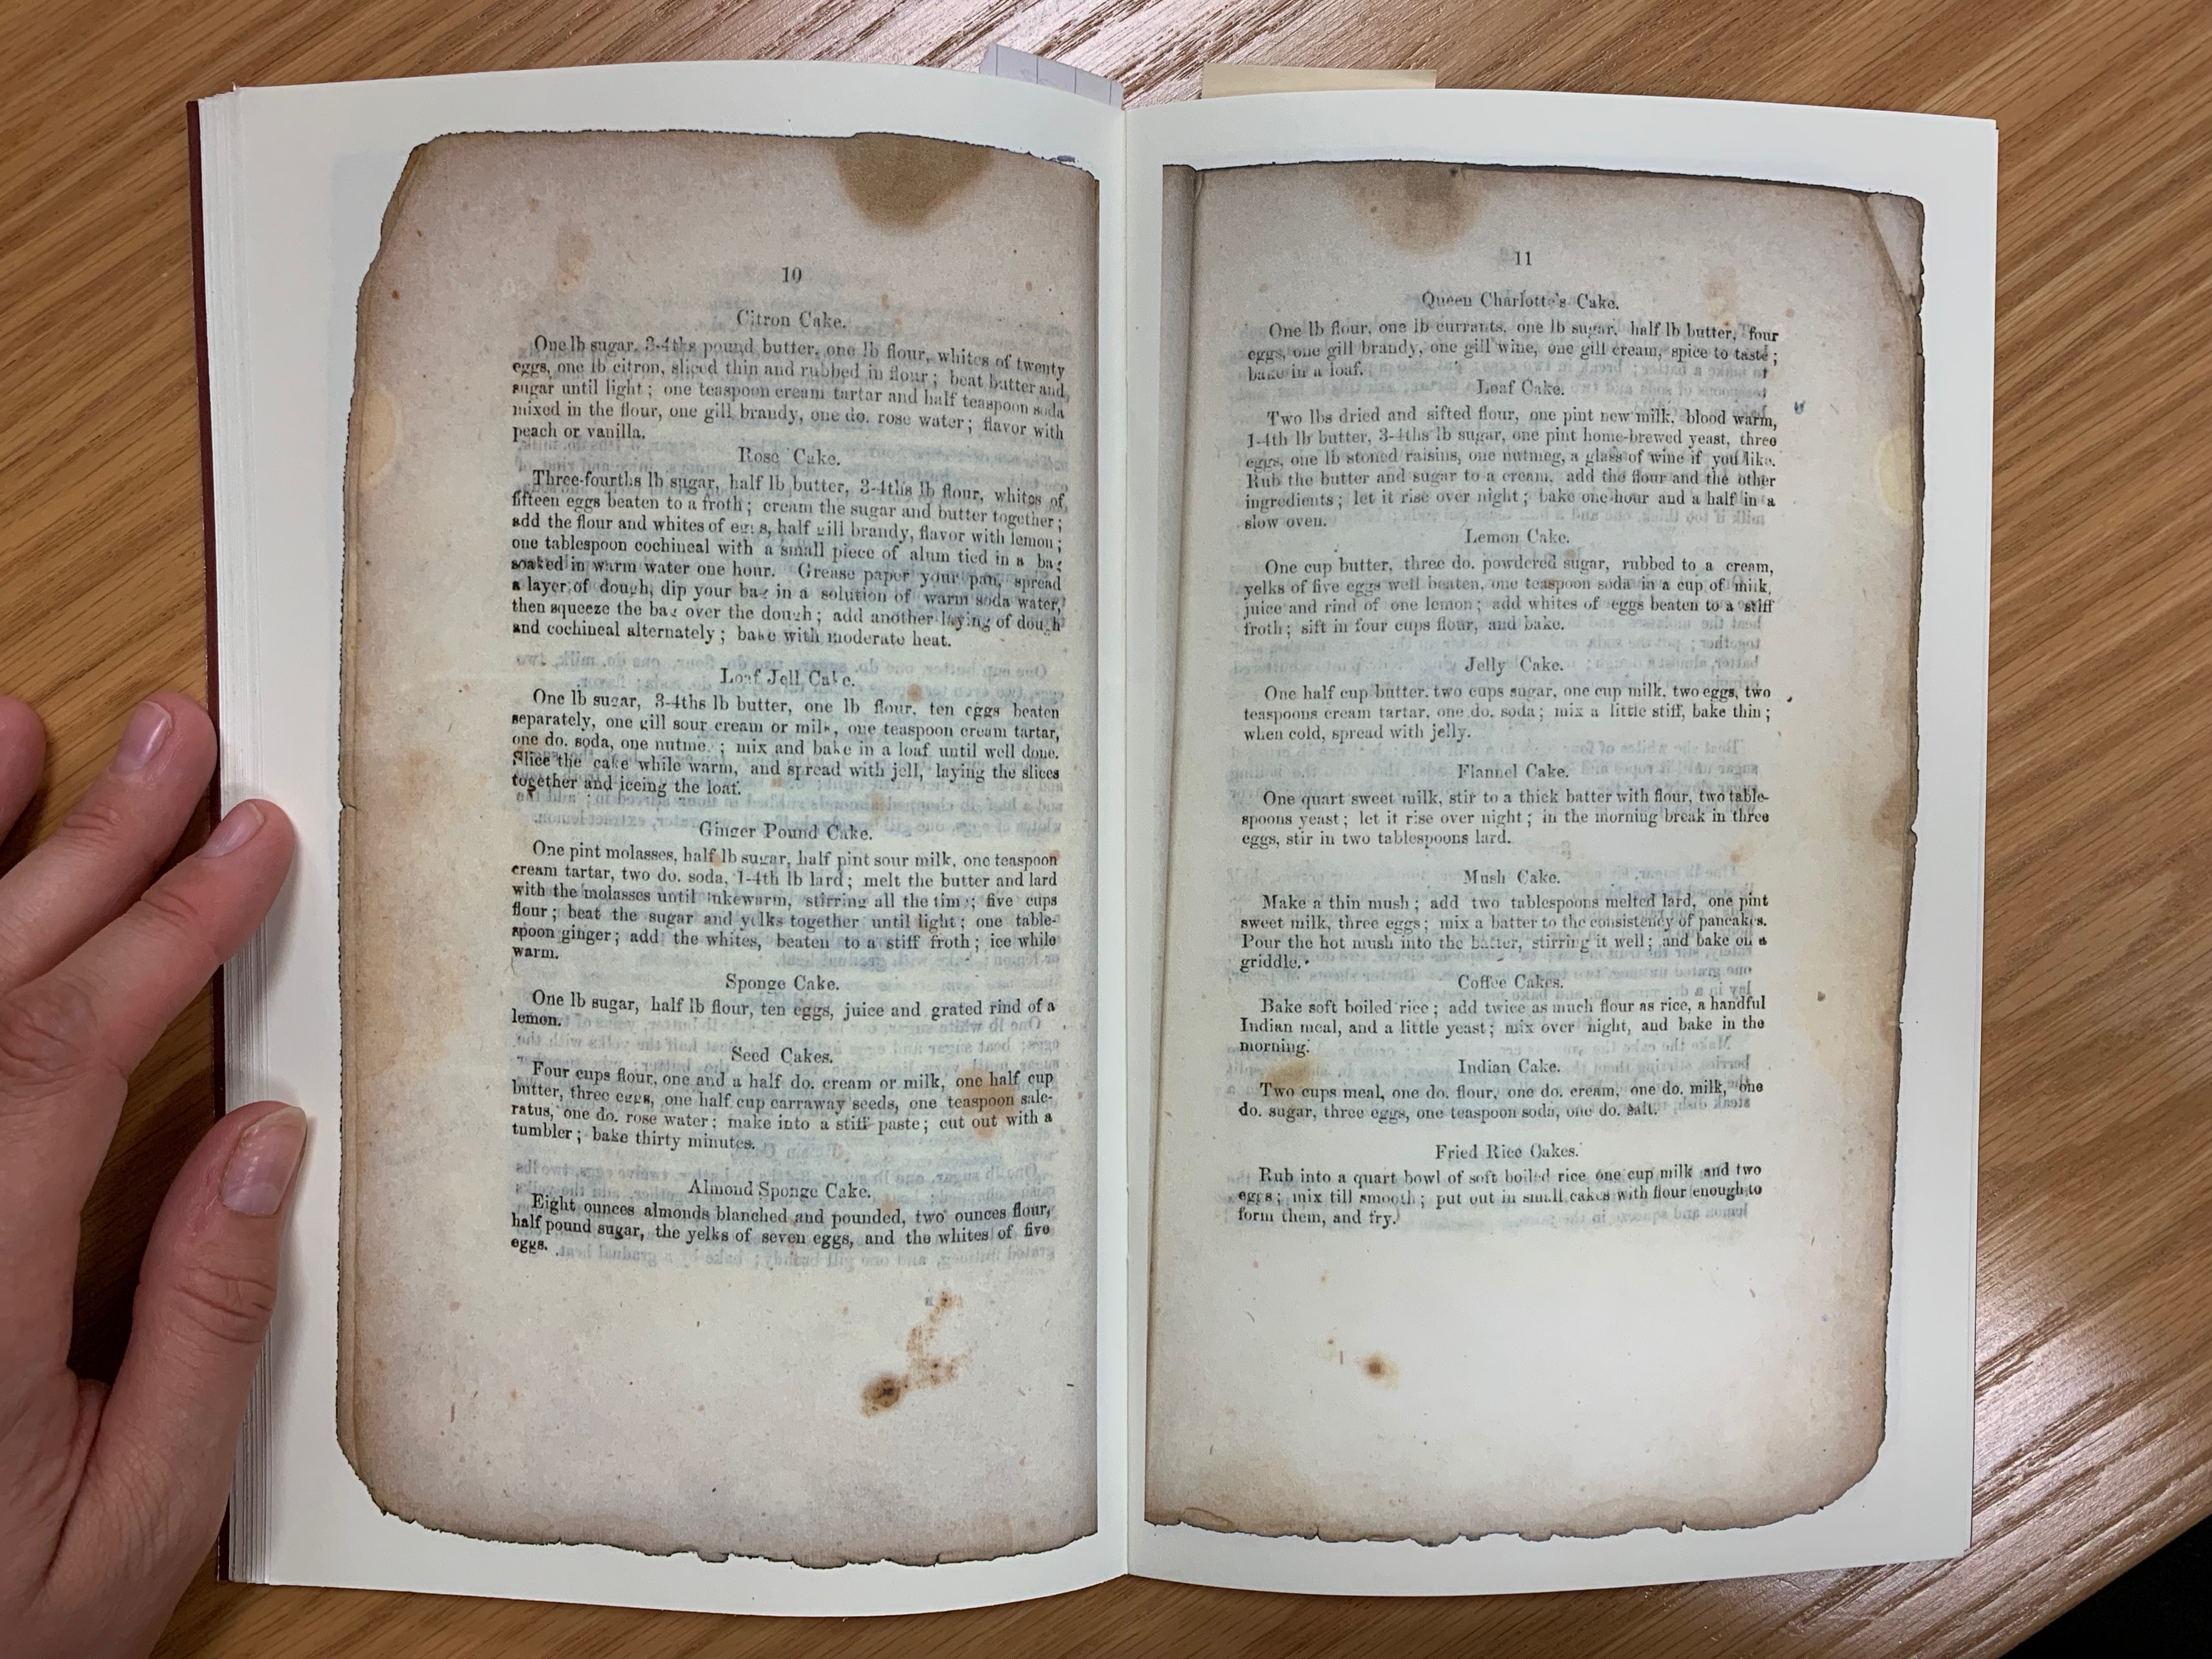 10
Citron Cake.
One lb sugar, 3-4ths pound butter, one lb flour, whites of twenty
eggs, one lb citron, sliced thin and rubbed in flour; beat butter and
sugar until light; one teaspoon cream tartar and half teaspoon soda
mixed in the flour, one gill brandy, one do. rose water; flavor with
peach or vanilla.
Rose Cake.
Three-fourths lb sugar, half lb butter, 3-4ths lb flour, whites of
fifteen eggs beaten to a froth; cream the sugar and butter together;
add the flour and whites of eggs, half gill brandy, flavor with lemon;
one tablespoon cochineal with a small piece of alum tied in a bag
soaked in warm water one hour. Grease paper your pan, spread
a layer of dough, dip your bag in a solution of warm soda water,
then squeeze the bag over the dough; add another laying of dough
and cochineal alternately; bake with moderate heat.
Loaf Jell Cake.
One lb sugar, 3-4ths lb butter, one lb flour, ten eggs beaten
separately, one gill sour cream or milk, one teaspoon cream tartar,
one do. soda, one nutmeg; mix and bake in a loaf until well done.
Slice the cake while warm, and spread with jell, laying the slices
together and iceing the loaf.
Ginger Pound Cake.
One pint molasses, half lb sugar, half pint sour milk, one teaspoon
cream tartar, two do. soda, 1-4th lb lard; melt the butter and lard
with the molasses until lukewarm, stirring all the time; five cups
flour; beat the sugar and yelks together until light; one table-
spoon ginger; add the whites, beaten to a stiff froth; ice while
warm.
Sponge Cake.
One lb sugar, half lb flour, ten eggs, juice and grated rind of a
lemon.
Seed Cakes.
Four cups flour, one and a half do. cream or milk, one half cup
butter, three eggs, one half cup carraway seeds, one teaspoon sale-
ratus, one do. rose water; make into a stiff paste; cut out with a
tumbler; bake thirty minutes.
Almond Sponge Cake.
Eight ounces almonds blanched and pounded, two ounces flour,
half pound sugar, the yelks of seven eggs, and the whites of five
eggs.
11
Queen Charlotte's Cake.
One lb flour, one lb currants, one lb sugar, half lb butter, four
eggs, one gill brandy, one gill wine, one gill cream, spice to taste;
bake in a loaf.
Loaf Cake.
Two lbs dried and sifted flour, one pint new milk, blood warm,
1-4th lb butter, 3-4ths lb sugar, one pint home-brewed yeast, three
eggs, one lb stoned raisins, one nutmeg, a glass of wine if you like.
Rub the butter and sugar to a cream, add the flour and the other
ingredients; let it rise over night; bake one hour and a half in a
slow oven.
Lemon Cake.
One cup butter, three do. powdered sugar, rubbed to a cream,
yelks of five eggs well beaten, one teaspoon soda in a cup of milk,
juice and rind of one lemon; add whites of eggs beaten to a stiff
froth; sift in four cups flour, and bake.
Jelly Cake.
One half cup butter, two cups sugar, one cup milk, two eggs, two
teaspoons cream tartar, one do. soda; mix a little stiff, bake thin;
when cold, spread with jelly.
Flannel Cake.
One quart sweet milk, stir to a thick batter with flour, two table-
spoons yeast; let it rise over night; in the morning break in three
eggs, stir in two tablespoons lard.
Mush Cake.
Make a thin mush; add two tablespoons melted lard, one pint
sweet milk, three eggs; mix a batter to the consistency of pancakes.
Pour the hot mush into the batter, stirring it well; and bake on a
griddle.
Coffee Cakes.
Bake soft boiled rice; add twice as much flour as rice, a handful
Indian meal, and a little yeast; mix over night, and bake in the
morning.
Indian Cake.
Two cups meal, one do. flour, one do. cream, one do. milk, one
do. sugar, three eggs, one teaspoon soda, one do. salt.
Fried Rice Cakes.
Rub into a quart bowl of soft boiled rice one cup milk and two
eggs; mix till smooth; put out in small cakes with flour enough to
form them, and fry.